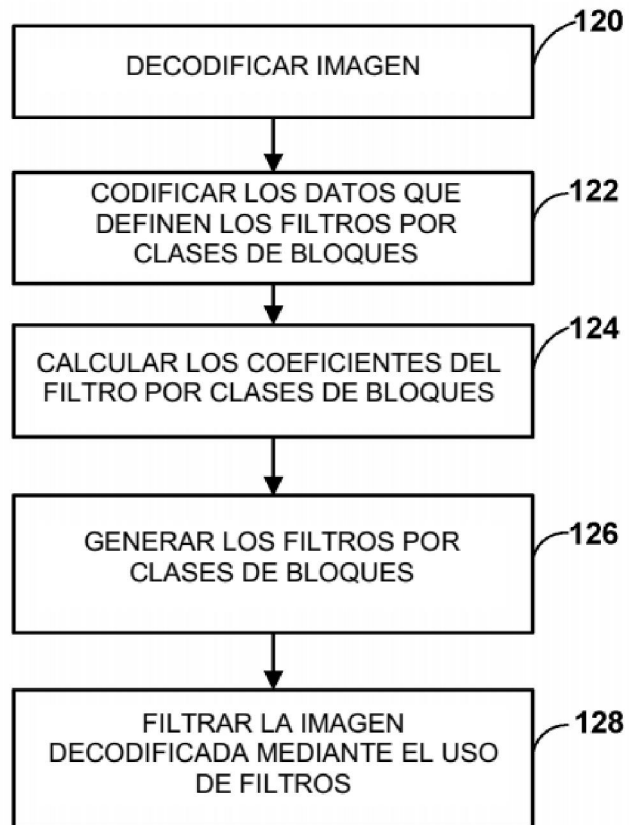 120
DECODIFICAR IMAGEN
122
CODIFICAR LOS DATOS QUE
DEFINEN LOS FILTROS POR
CLASES DE BLOQUES
124
CALCULAR LOS COEFICIENTES DEL
FILTRO POR CLASES DE BLOQUES
126
GENERAR LOS FILTROS POR
CLASES DE BLOQUES
128
FILTRAR LA IMAGEN
DECODIFICADA MEDIANTE EL USO
DE FILTROS